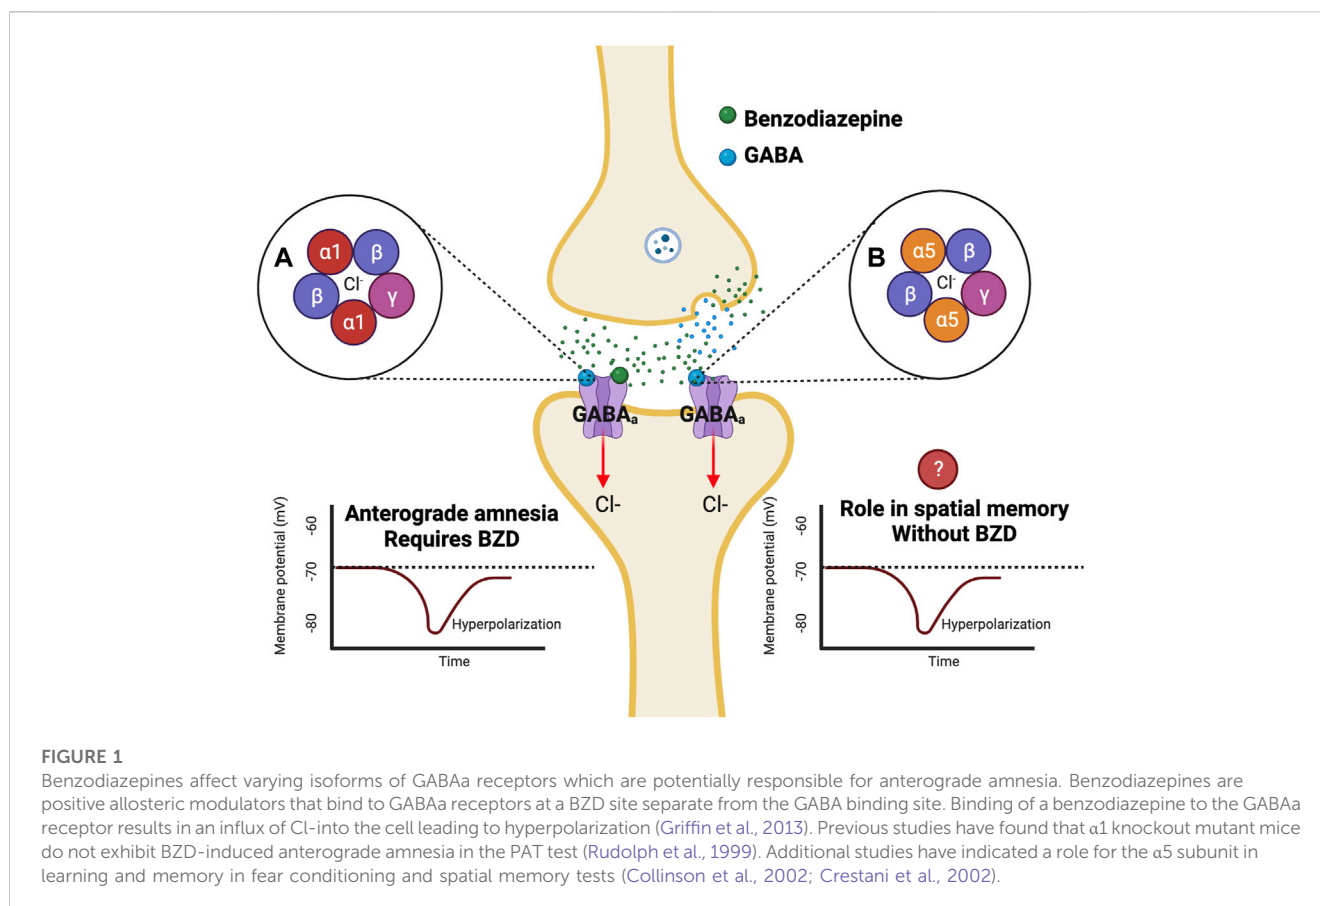 Benzodiazepine
GABA
A
α1
β
β
Cl-
γ
α1
B
α5
β
β
Cl-
γ
α5
GABAa
GABAa
Cl-
Cl-
?
Anterograde amnesia
Requires BZD
Membrane potential (mV)
-60
-70
-80
Hyperpolarization
Time
Role in spatial memory
Without BZD
Membrane potential (mV)
-60
-70
-80
Hyperpolarization
Time
FIGURE 1
Benzodiazepines affect varying isoforms of GABAa receptors which are potentially responsible for anterograde amnesia. Benzodiazepines are
positive allosteric modulators that bind to GABAa receptors at a BZD site separate from the GABA binding site. Binding of a benzodiazepine to the GABAa
receptor results in an influx of Cl-into the cell leading to hyperpolarization (Griffin et al., 2013). Previous studies have found that α1 knockout mutant mice
do not exhibit BZD-induced anterograde amnesia in the PAT test (Rudolph et al., 1999). Additional studies have indicated a role for the α5 subunit in
learning and memory in fear conditioning and spatial memory tests (Collinson et al., 2002; Crestani et al., 2002).